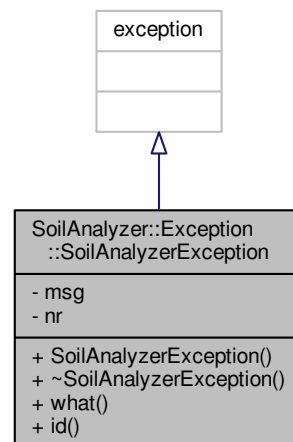 exception
SoilAnalyzer::Exception
::SoilAnalyzerException
- msg
- nr
+ SoilAnalyzerException()
+ ~SoilAnalyzerException()
+ what()
+ id()